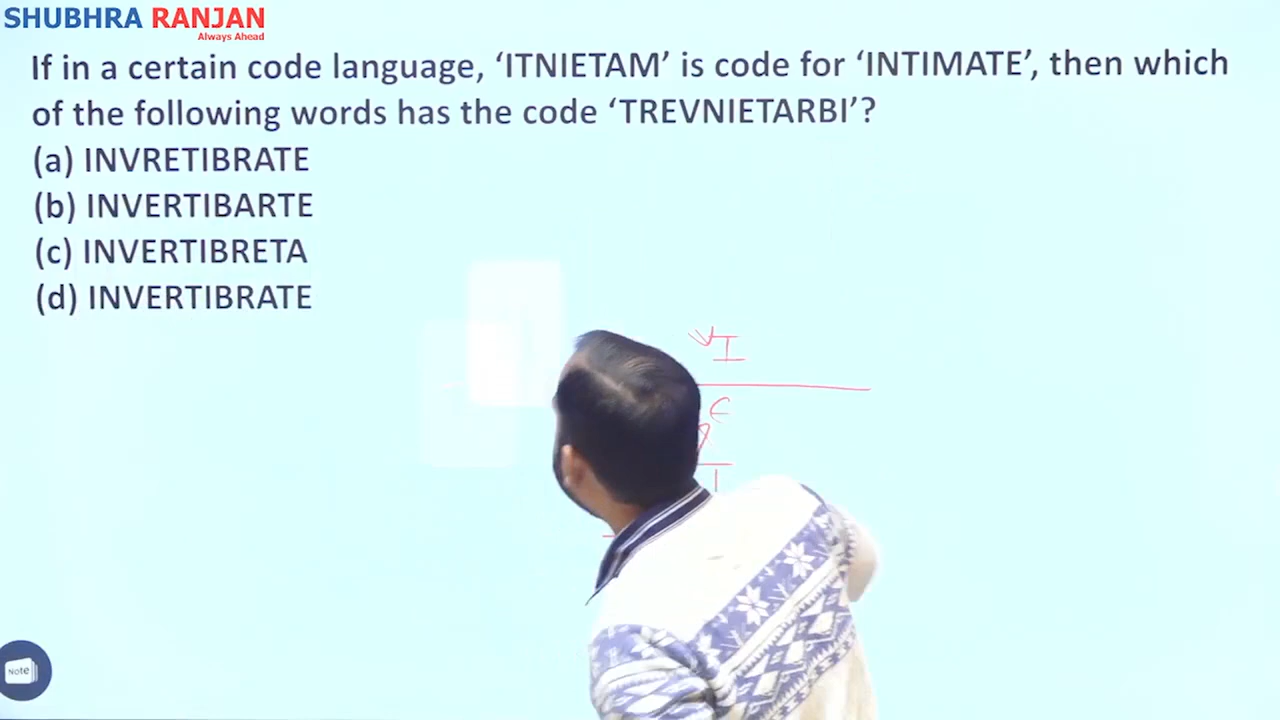 SHUBHRA RANJAN
Always Ahead
If in a certain code language, ‘ITNIETAM’ is code for ‘INTIMATE’, then which
of the following words has the code ‘TREVNIETARBI’?
(a) INVRETIBRATE
(b) INVERTIBARTE
(c) INVERTIBRETA
(d) INVERTIBRATE
I
Note